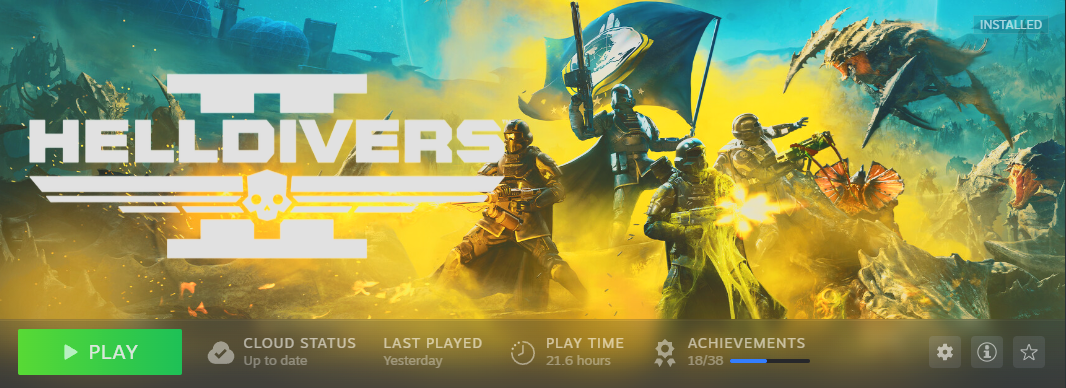 INSTALLED
II
HELLDIVERS
PLAY
CLOUD STATUS
Up to date
LAST PLAYED
Yesterday
PLAY TIME
21.6 hours
ACHIEVEMENTS
18/38